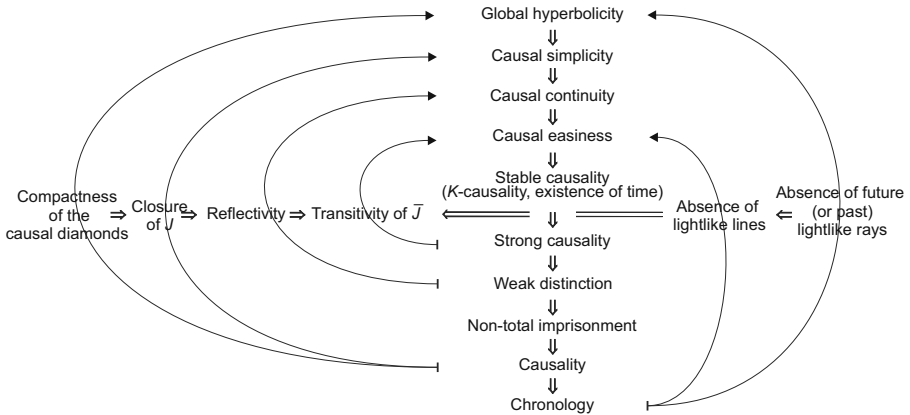 Global hyperbolicity
Causal simplicity
Causal continuity
Causal easiness
Stable causality
(K-causality, existence of time)
Compactness
of the
causal diamonds
Closure
of J
Reflectivity
Transitivity of J̅
Absence of
lightlike lines
Absence of future
(or past)
lightlike rays
Strong causality
Weak distinction
Non-total imprisonment
Causality
Chronology